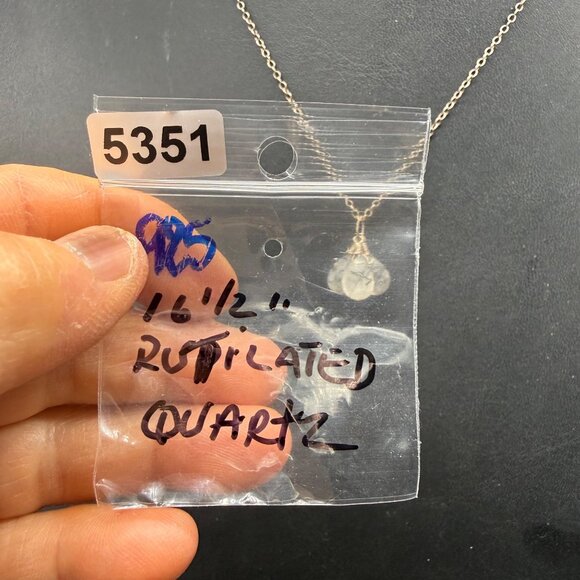 5351
925
16 1/2"
RUTILATED
QUARTZ